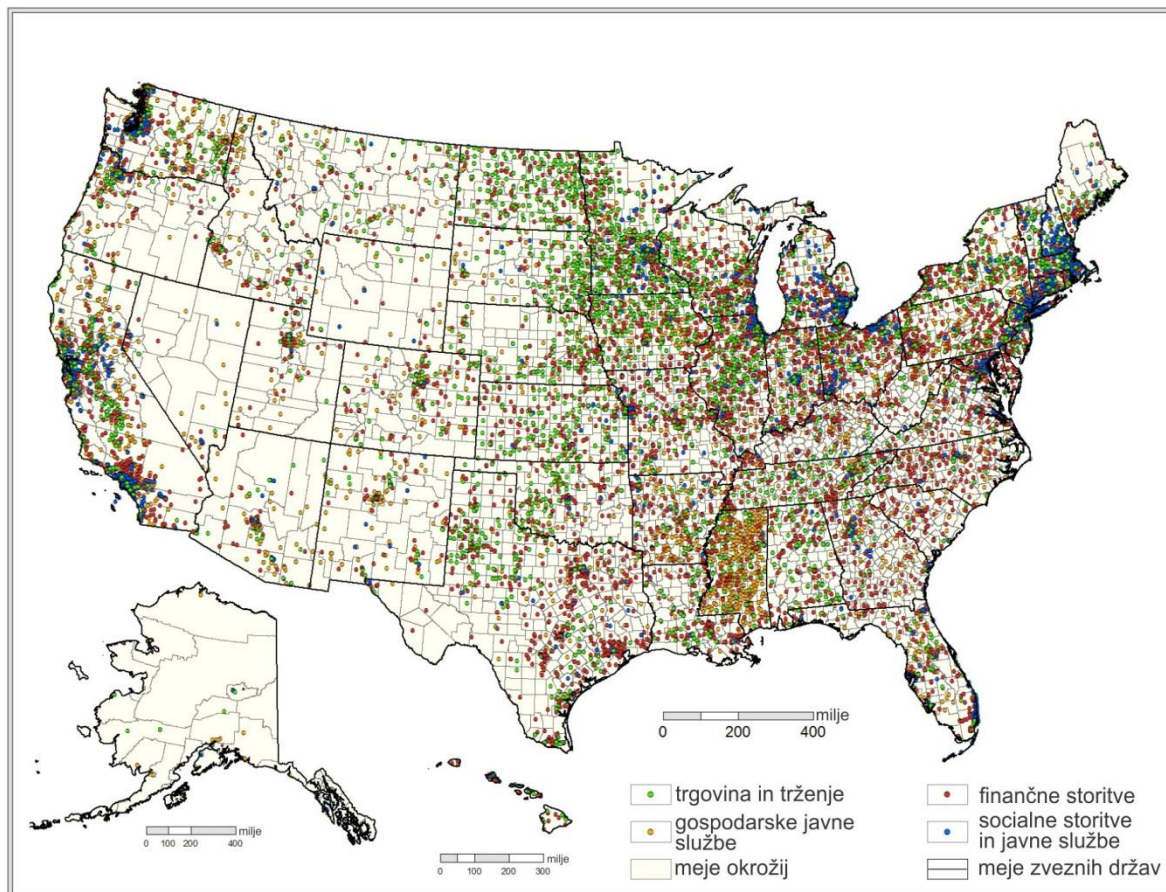 milje
0 200 400
milje
0 100 200 400
milje
0 100 200 300
trgovina in trženje
gospodarske javne
službe
meje okrožij
finančne storitve
socialne storitve
in javne službe
meje zveznih držav